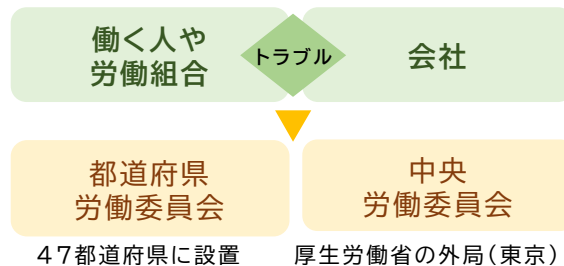 働く人や
労働組合
トラブル
会社
都道府県
労働委員会
中央
労働委員会
47都道府県に設置
厚生労働省の外局(東京)